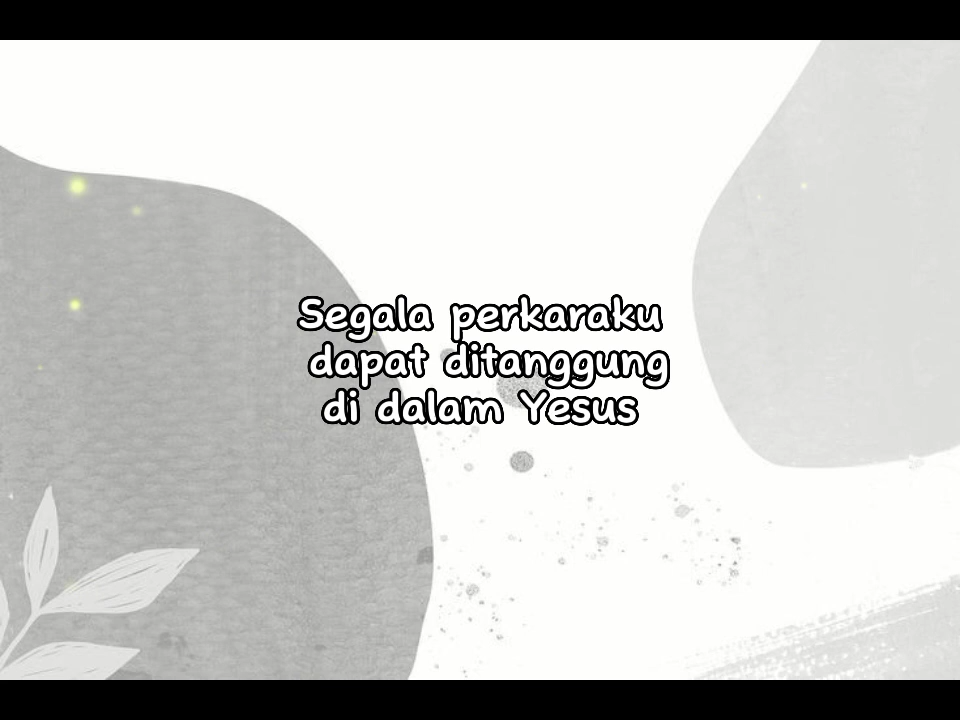 Segala perkaraku
dapat ditanggung
di dalam Yesus